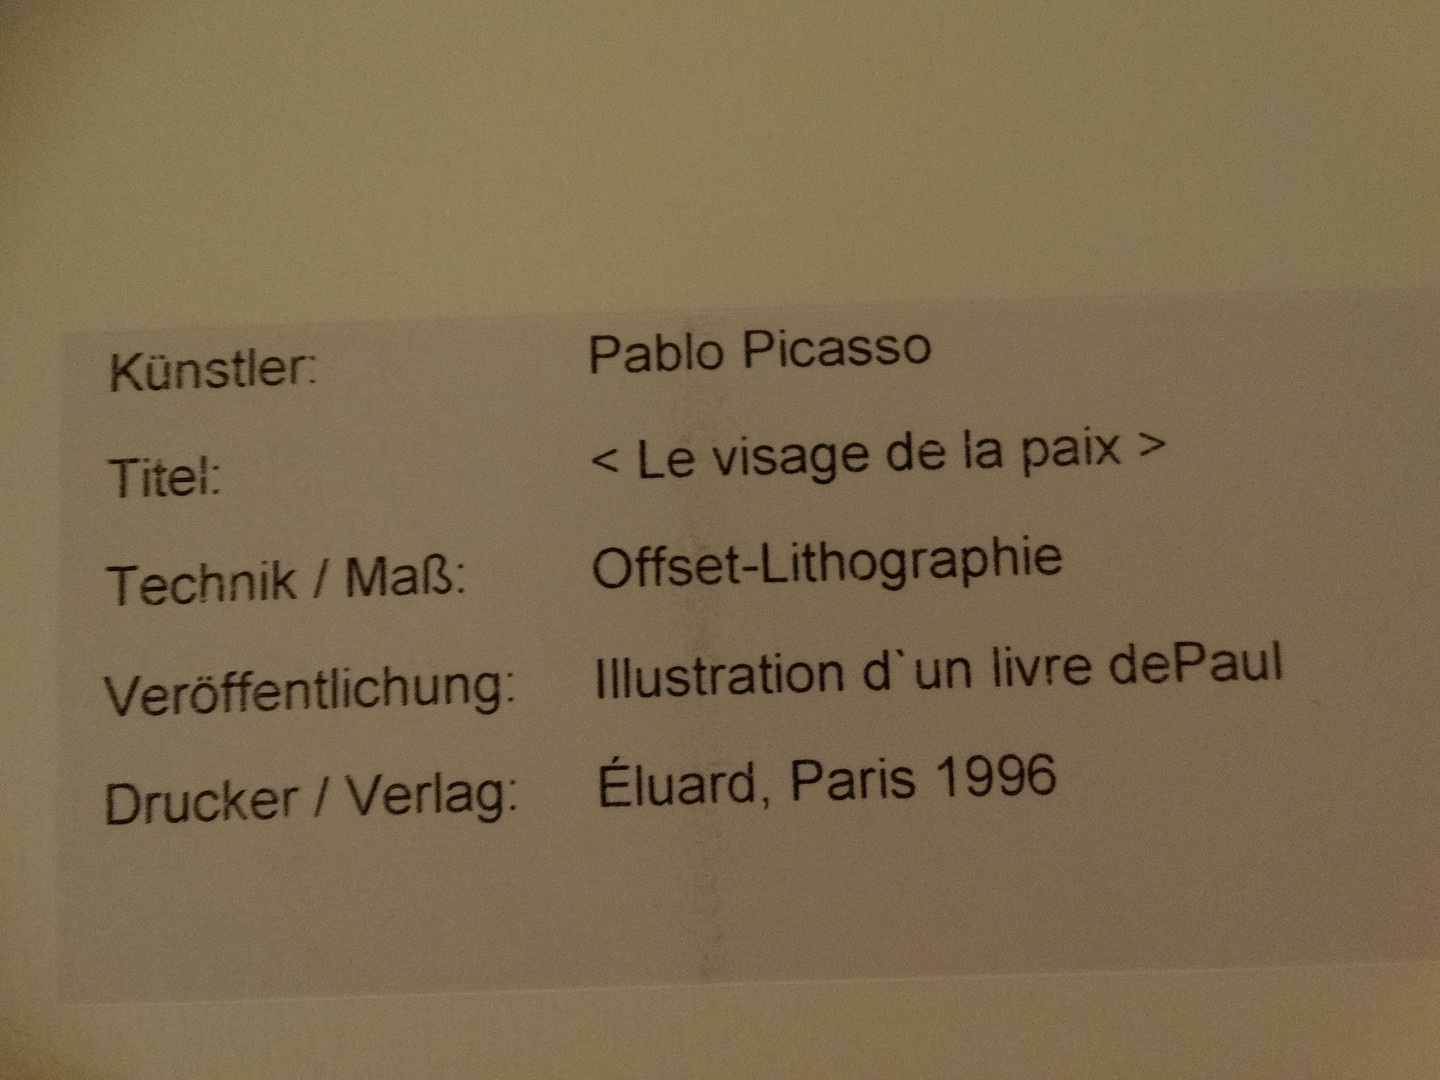 Künstler: Pablo Picasso
Titel: < Le visage de la paix >
Technik / Maß: Offset-Lithographie
Veröffentlichung: Illustration d`un livre dePaul
Drucker / Verlag: Éluard, Paris 1996